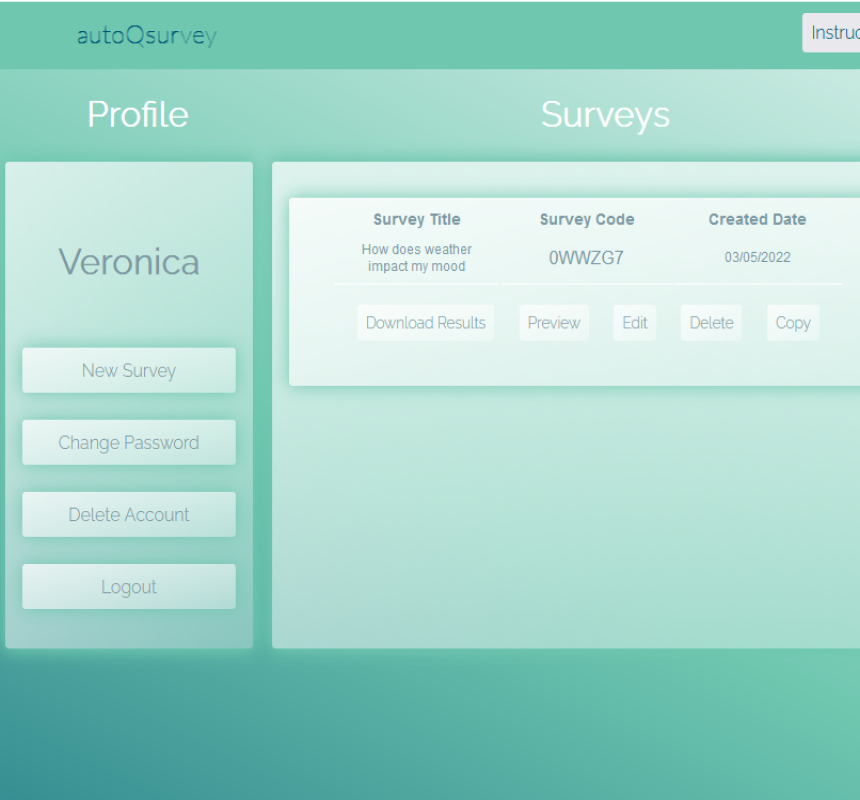 autoQsurvey
Instruc
Profile
Surveys
Veronica
New Survey
Change Password
Delete Account
Logout
Survey Title Survey Code Created Date
How does weather
impact my mood
0WWZG7
03/05/2022
Download Results Preview Edit Delete Copy